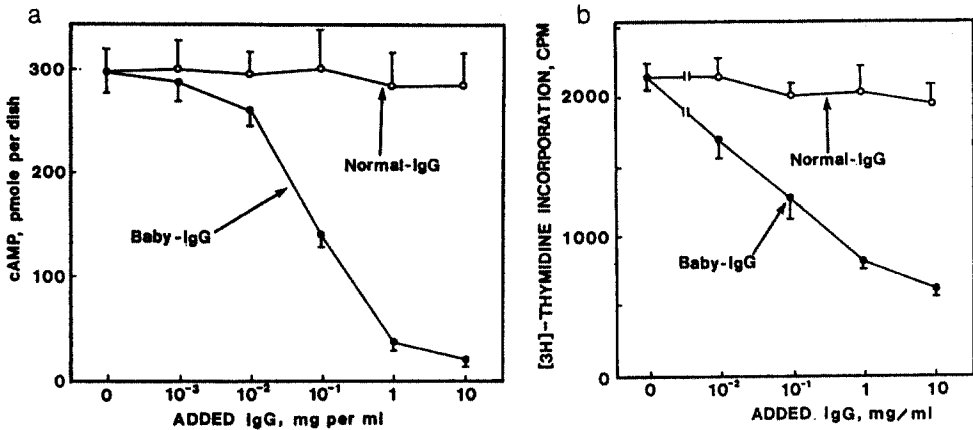 a
cAMP, pmole per dish
300
200
100
0
Normal-IgG
Baby-IgG
0 10⁻³ 10⁻² 10⁻¹ 1 10
ADDED IgG, mg per ml
b
[3H]-THYMIDINE INCORPORATION, CPM
2000
1000
0
Normal-IgG
Baby-IgG
0 10⁻² 10⁻¹ 1 10
ADDED. IgG, mg/ml